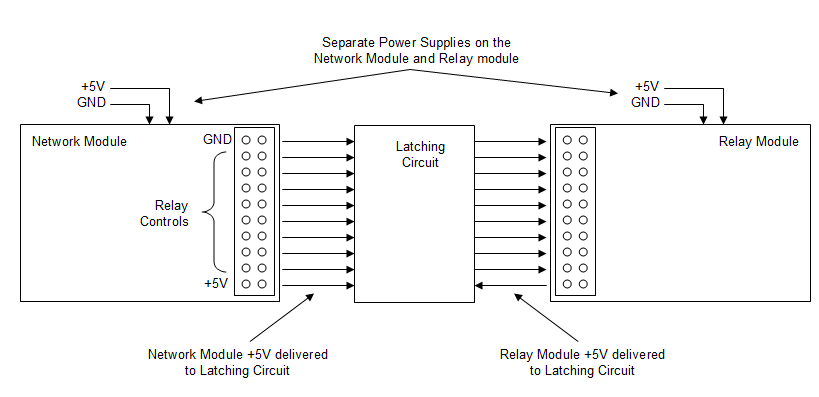 Separate Power Supplies on the
Network Module and Relay module
+5V
GND
+5V
GND
Network Module
GND
Latching
Circuit
Relay Module
Relay
Controls
+5V
Network Module +5V delivered
to Latching Circuit
Relay Module +5V delivered
to Latching Circuit